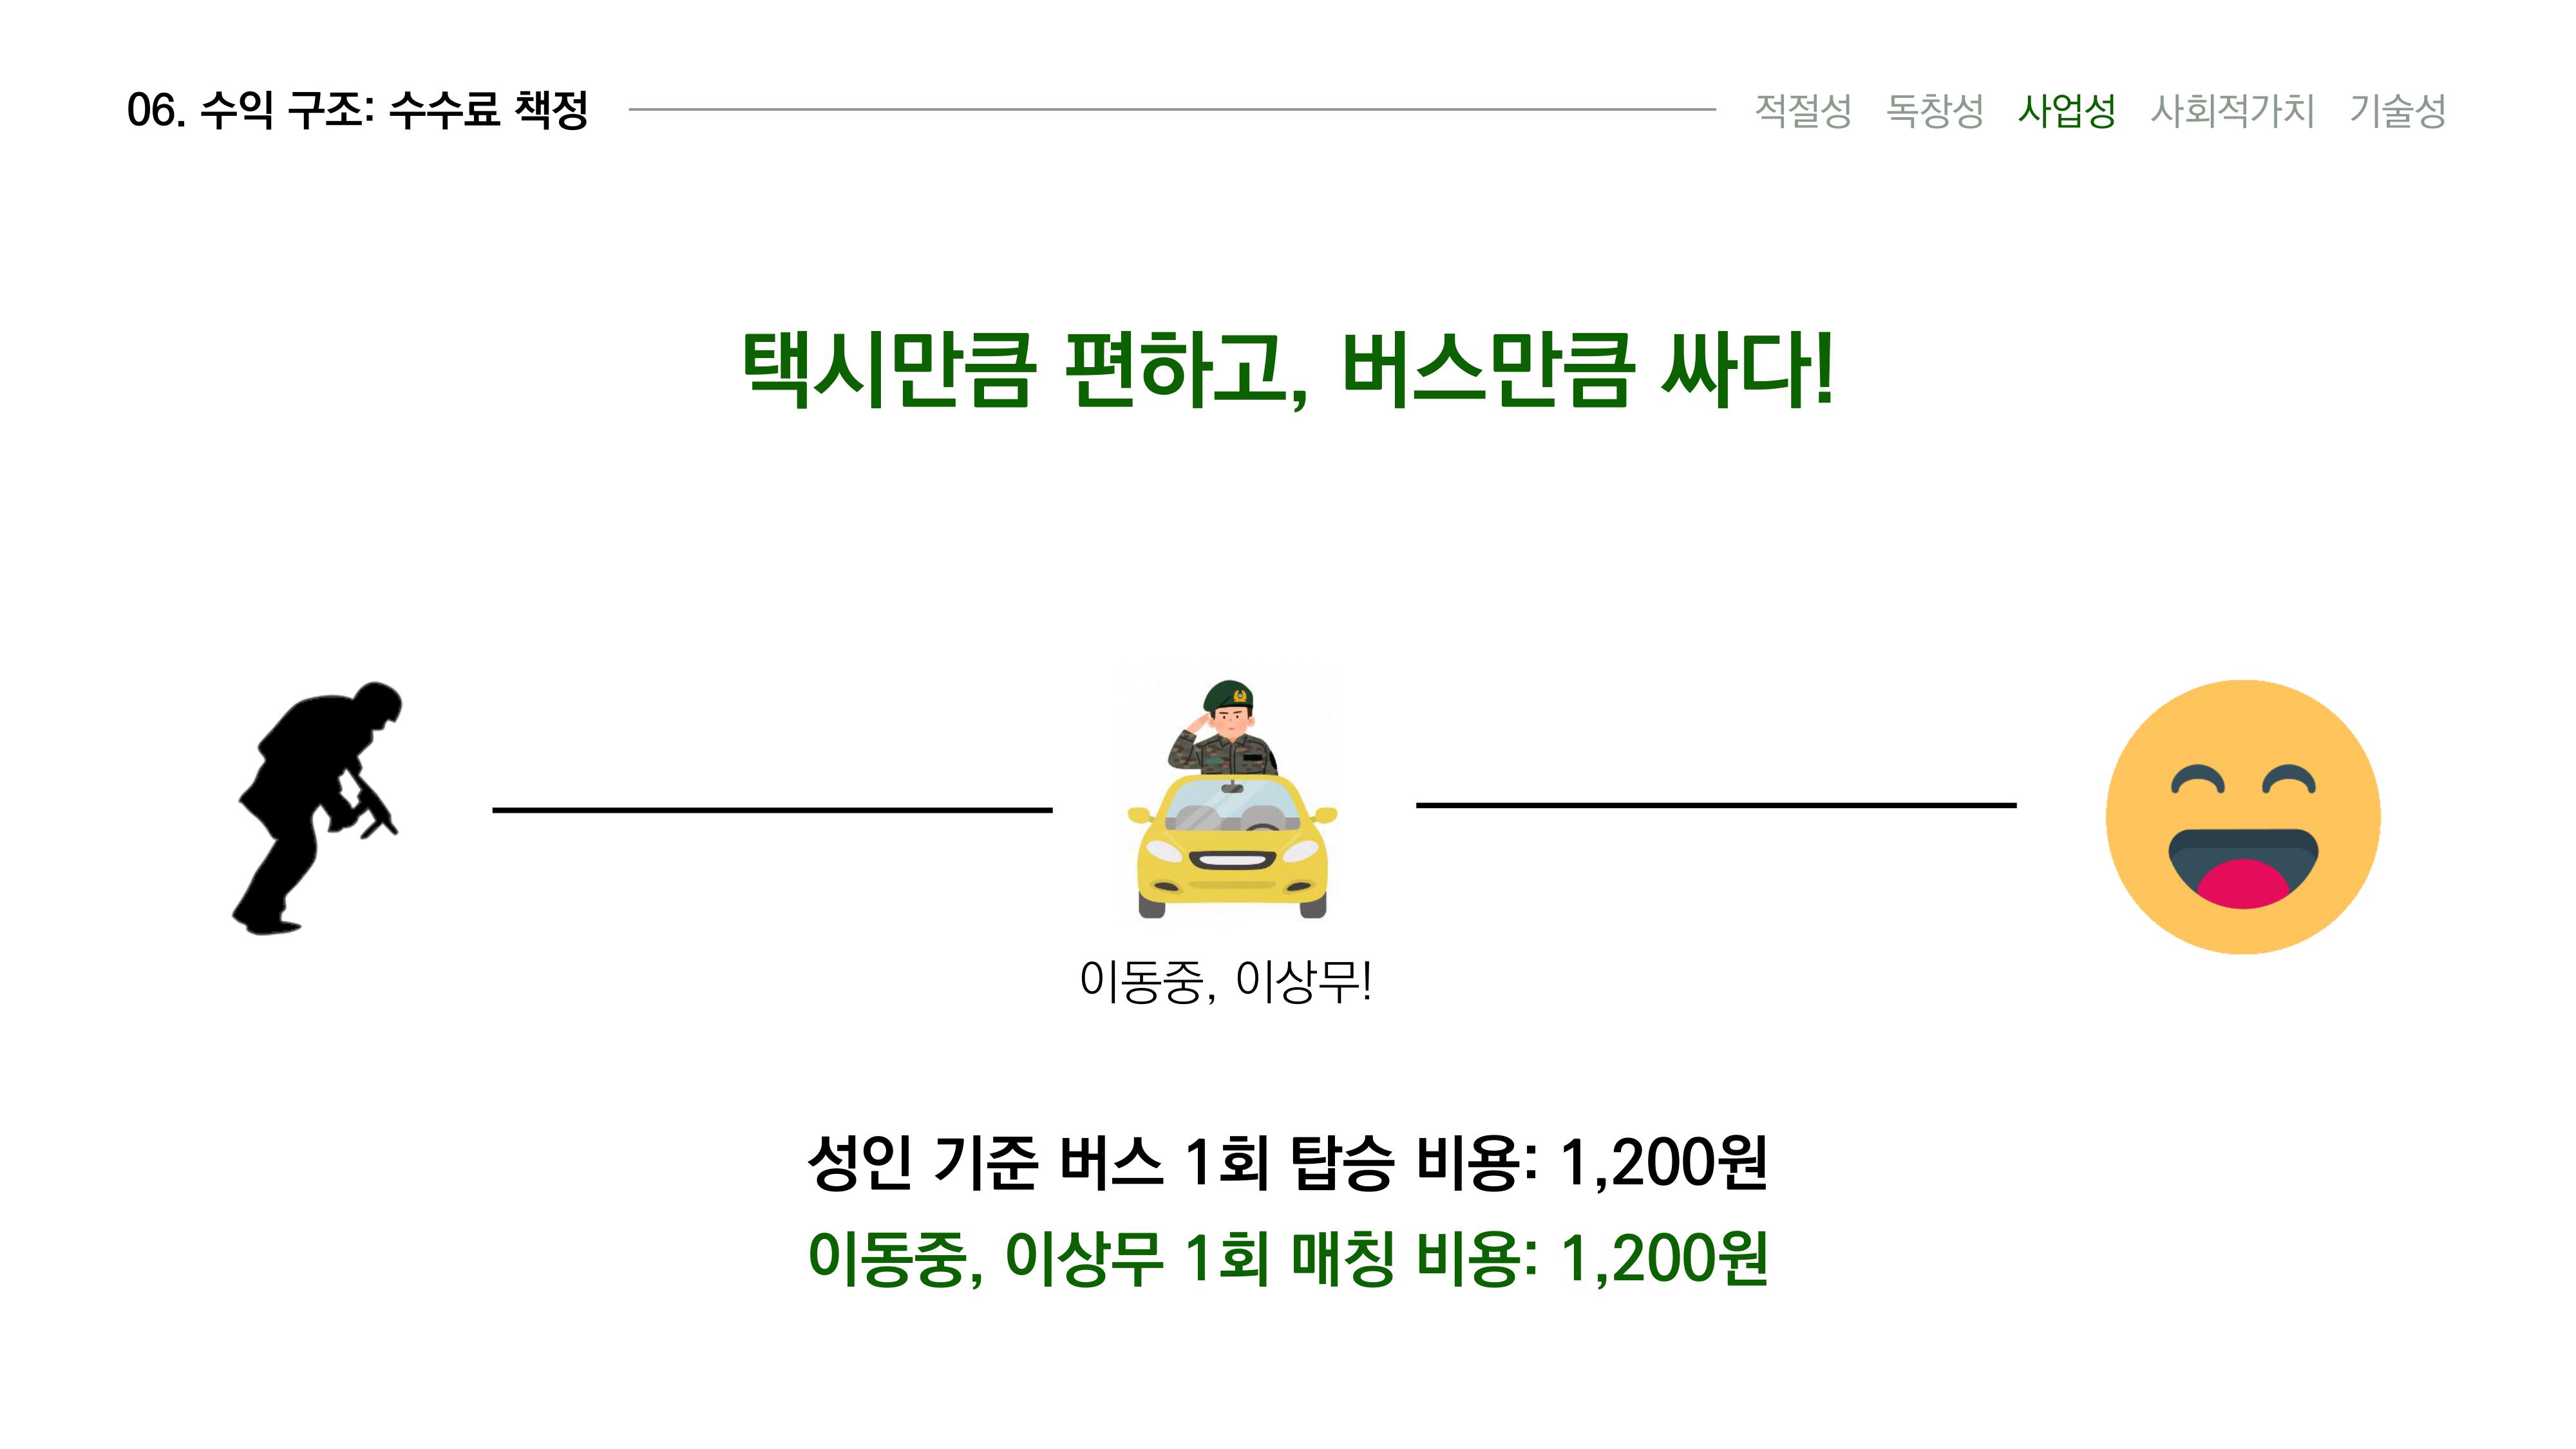 06. 수익 구조: 수수료 책정
적절성 독창성 사업성 사회적가치 기술성
택시만큼 편하고, 버스만큼 싸다!
이동중, 이상무!
성인 기준 버스 1회 탑승 비용: 1,200원
이동중, 이상무 1회 매칭 비용: 1,200원